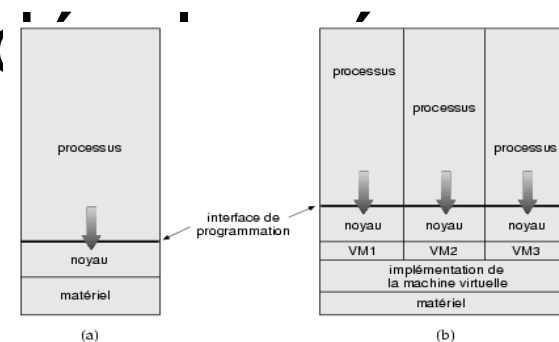 processus
noyau
matériel
(a)
interface de
programmation
processus
processus
processus
noyau noyau noyau
VM1 VM2 VM3
implémentation de
la machine virtuelle
matériel
(b)